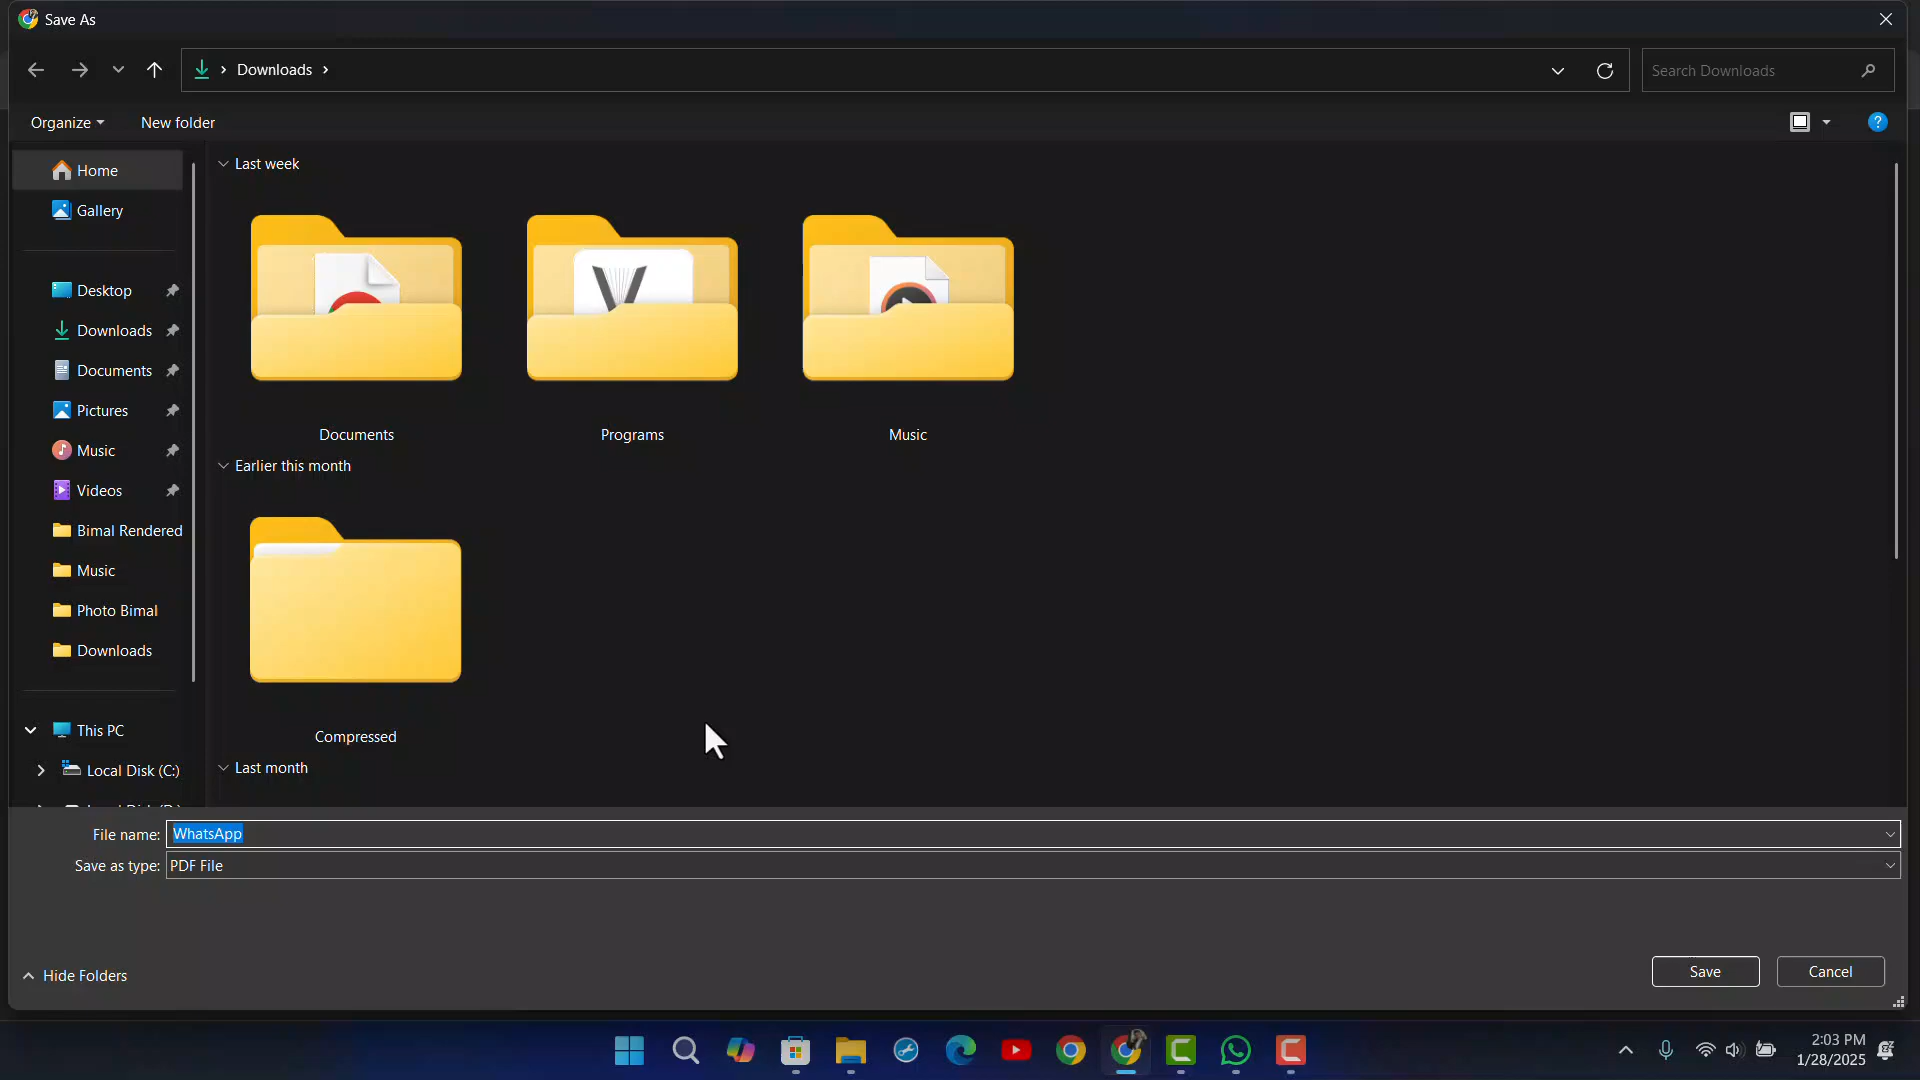 Save As
Downloads
Search Downloads
Organize
New folder
?
Home
Gallery
Desktop
Downloads
Documents
Pictures
Music
Videos
Bimal Rendered
Music
Photo Bimal
Downloads
This PC
Local Disk (C:)
Last week
Documents
Programs
Music
Earlier this month
Compressed
Last month
File name: WhatsApp
Save as type: PDF File
Hide Folders
Save
Cancel
2:03 PM
1/28/2025